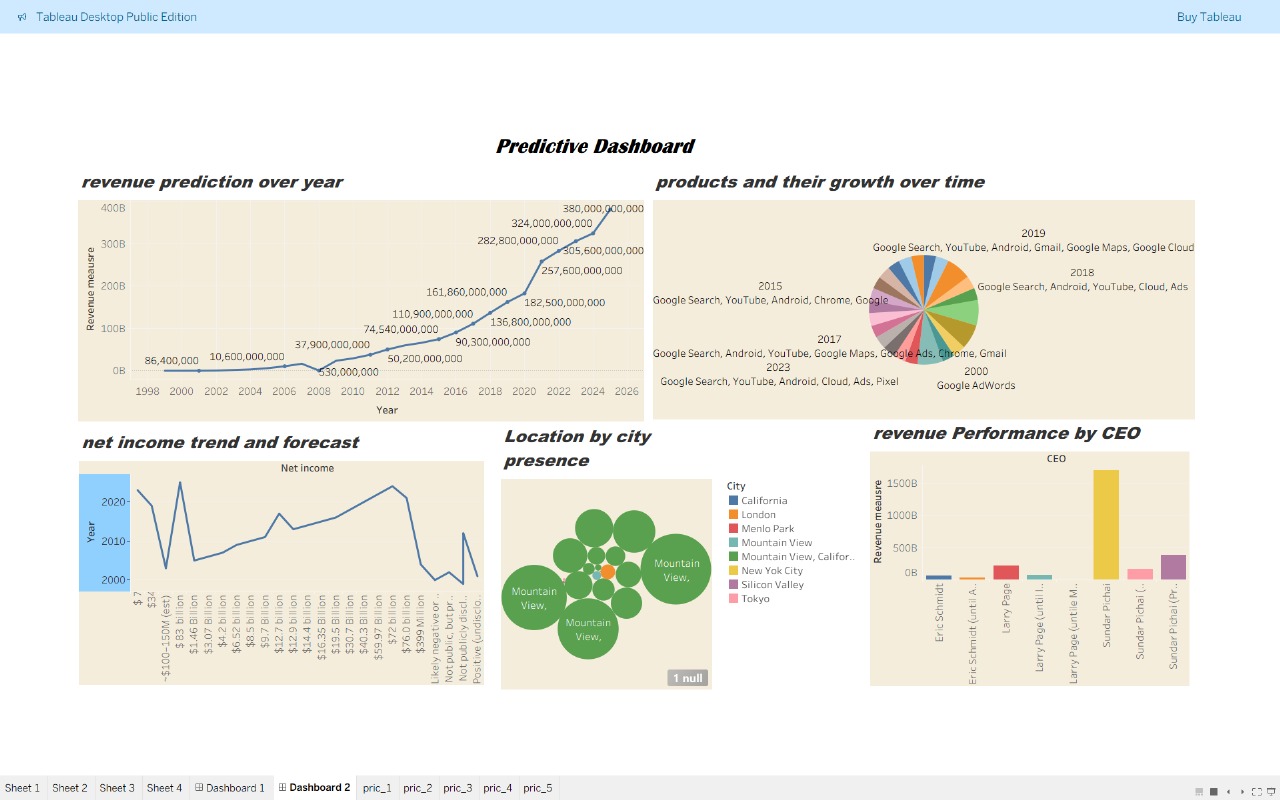 Tableau Desktop Public Edition
Buy Tableau
Predictive Dashboard
revenue prediction over year
400B
300B
200B
100B
0B
Revenue meausre
86,400,000
10,600,000,000
530,000,000
37,900,000,000
50,200,000,000
74,540,000,000
90,300,000,000
110,900,000,000
136,800,000,000
161,860,000,000
182,500,000,000
257,600,000,000
282,800,000,000
305,600,000,000
324,000,000,000
380,000,000,000
1998 2000 2002 2004 2006 2008 2010 2012 2014 2016 2018 2020 2022 2024 2026
Year
products and their growth over time
2019
Google Search, YouTube, Android, Gmail, Google Maps, Google Cloud
2018
Google Search, Android, YouTube, Cloud, Ads
2015
Google Search, YouTube, Android, Chrome, Google
2017
Google Search, Android, YouTube, Google Maps, Google Ads, Chrome, Gmail
2023
Google Search, YouTube, Android, Cloud, Ads, Pixel
2000
Google AdWords
net income trend and forecast
Net income
Year
2020
2010
2000
$ 7
$34
~$100–150M (est)
$ 83 billion
$1.46 Billion
$3.07 Billion
$4.2 billion
$6.52 billion
$8.5 billion
$9.7 Billion
$12.7 billion
$12.9 billion
$14.4 billion
$16.35 Billion
$19.5 Billion
$30.7 Billion
$40.3 Billion
$59.97 Billion
$72 billion
$76.0 billion
$399 Million
Likely negative or ..
Not public, but pr..
Not publicly discl..
Positive (undisclo..
Location by city
presence
Mountain
View,
Mountain
View,
Mountain
View,
1 null
City
California
London
Menlo Park
Mountain View
Mountain View, Califor..
New Yok City
Silicon Valley
Tokyo
revenue Performance by CEO
CEO
Revenue meausre
1500B
1000B
500B
0B
Eric Schmidt
Eric Schmidt (until A..
Larry Page
Larry Page (until l..
Larry Page (untile M..
Sundar Pichai
Sundar Pichai (..
Sundar Pichai (Pr..
Sheet 1 Sheet 2 Sheet 3 Sheet 4 Dashboard 1 Dashboard 2 pric_1 pric_2 pric_3 pric_4 pric_5